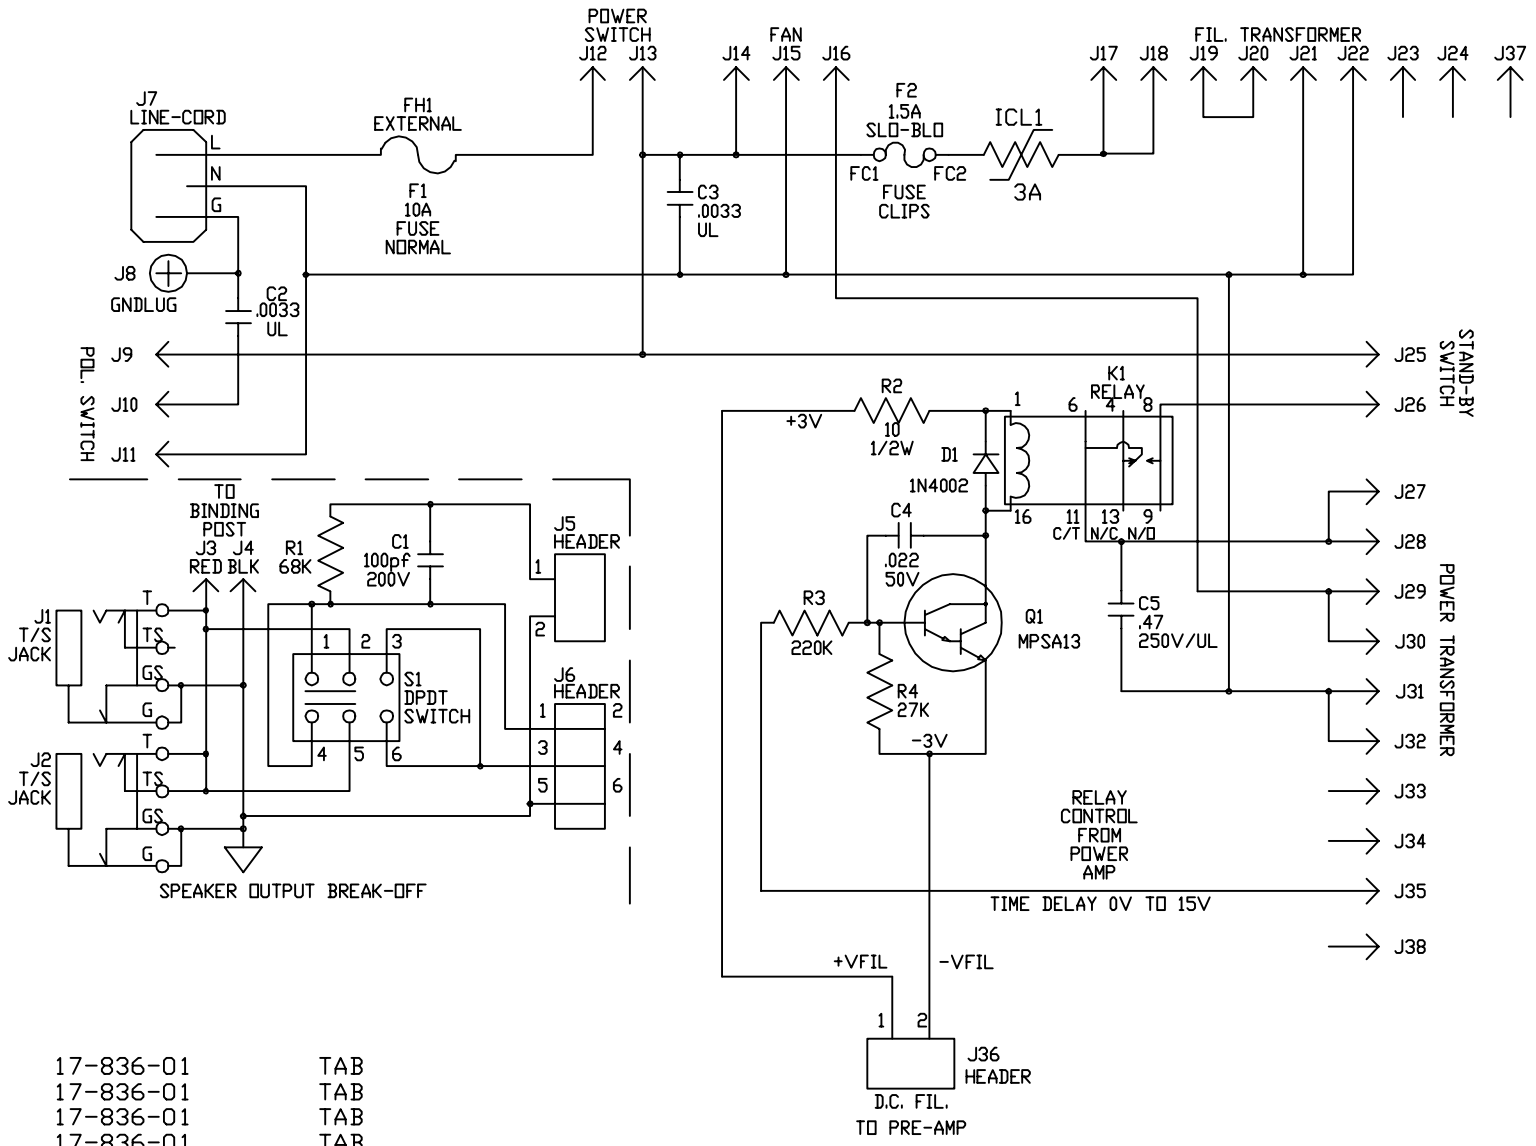 POWER
SWITCH
J12 J13
FAN
J14 J15 J16
FIL. TRANSFORMER
J17 J18 J19 J20 J21 J22 J23 J24 J37
J7
LINE-CORD
L
N
G
FH1
EXTERNAL
F1
10A
FUSE
NORMAL
F2
1.5A
SLO-BLO
FC1 FC2
FUSE
CLIPS
ICL1
3A
C3
.0033
UL
J8
GNDLUG
C2
.0033
UL
POL. SWITCH
J9
J10
J11
J25
J26
STAND-BY
SWITCH
K1
RELAY
1 6 4 8
R2
10
1/2W
+3V
D1
1N4002
16 11 13 9
C/T N/C N/O
J27
J28
J29
J30
J31
J32
J33
J34
J35
J38
POWER TRANSFORMER
C4
.022
50V
C5
.47
250V/UL
R3
220K
Q1
MPSA13
R4
27K
-3V
TO
BINDING
POST
J3 J4
RED BLK
R1
68K
C1
100pf
200V
J5
HEADER
1
2
J1
T/S
JACK
T
TS
GS
G
1 2 3
S1
DPDT
SWITCH
4 5 6
J6
HEADER
1 2
3 4
5 6
J2
T/S
JACK
T
TS
GS
G
SPEAKER OUTPUT BREAK-OFF
RELAY
CONTROL
FROM
POWER
AMP
TIME DELAY 0V TO 15V
+VFIL -VFIL
1 2
J36
HEADER
D.C. FIL.
TO PRE-AMP
17-836-01 TAB
17-836-01 TAB
17-836-01 TAB
17-836-01 TAB